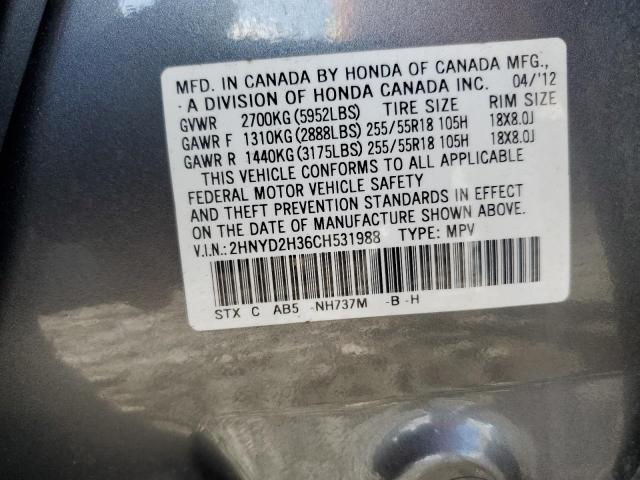 MFD. IN CANADA BY HONDA OF CANADA MFG.,
A DIVISION OF HONDA CANADA INC. 04/'12
GVWR 2700KG (5952LBS) TIRE SIZE RIM SIZE
GAWR F 1310KG (2888LBS) 255/55R18 105H 18X8.0J
GAWR R 1440KG (3175LBS) 255/55R18 105H 18X8.0J
THIS VEHICLE CONFORMS TO ALL APPLICABLE
FEDERAL MOTOR VEHICLE SAFETY
AND THEFT PREVENTION STANDARDS IN EFFECT
ON THE DATE OF MANUFACTURE SHOWN ABOVE.
V.I.N.: 2HNYD2H36CH531988 TYPE: MPV
STX C AB5 -NH737M -B -H